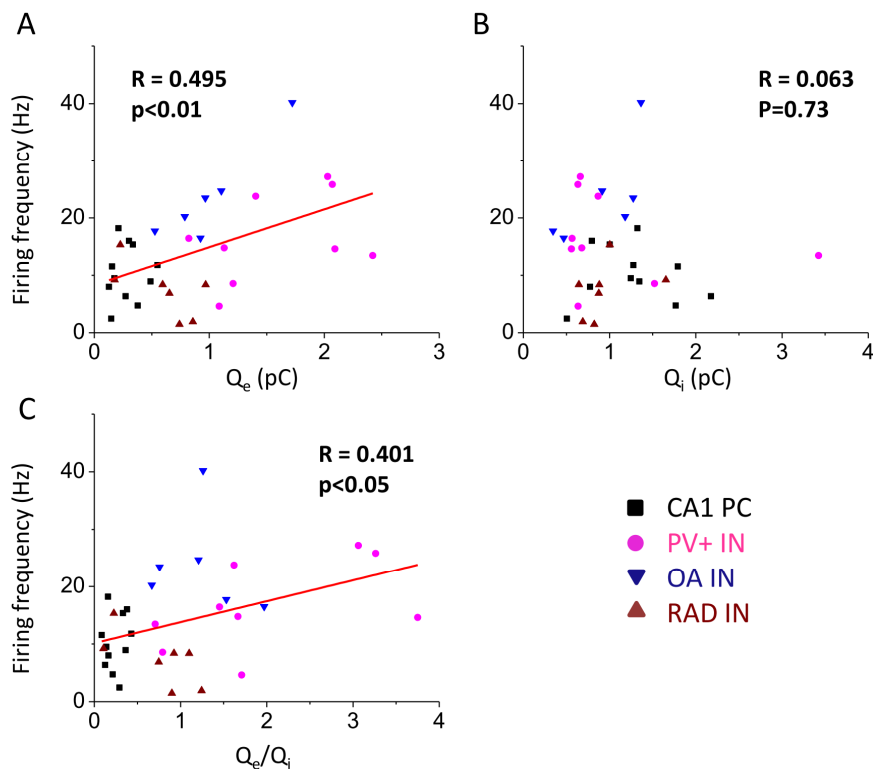 A
R = 0.495
p<0.01
Firing frequency (Hz)
40
20
0
0
1
2
3
Qe (pC)
B
R = 0.063
P=0.73
40
20
0
0
1
2
3
4
Qi (pC)
C
R = 0.401
p<0.05
Firing frequency (Hz)
40
20
0
0
1
2
3
4
Qe/Qi
CA1 PC
PV+ IN
OA IN
RAD IN